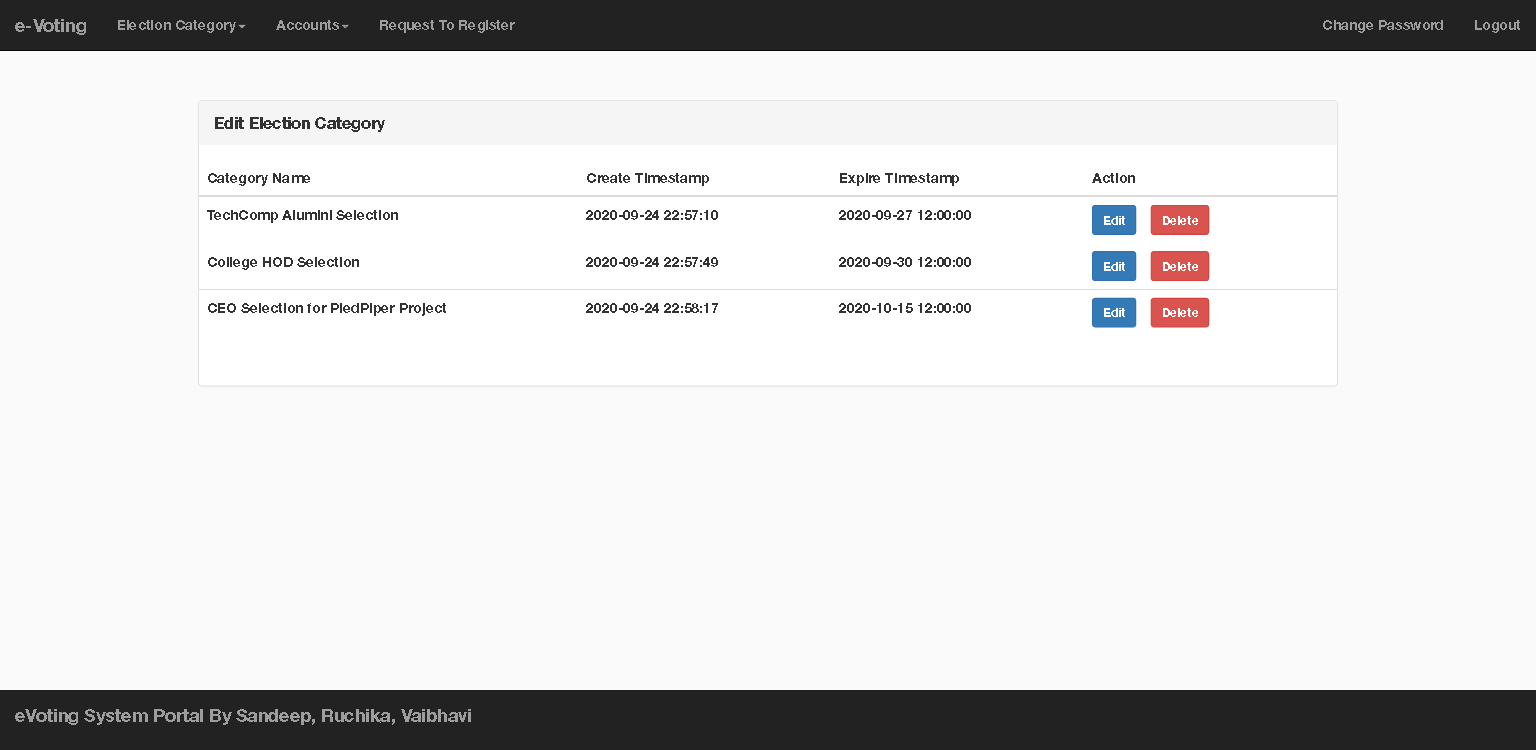 e-Voting Election Category Accounts Request To Register Change Password Logout
Edit Election Category
Category Name Create Timestamp Expire Timestamp Action
TechComp Alumini Selection 2020-09-24 22:57:10 2020-09-27 12:00:00 Edit Delete
College HOD Selection 2020-09-24 22:57:49 2020-09-30 12:00:00 Edit Delete
CEO Selection for PiedPiper Project 2020-09-24 22:58:17 2020-10-15 12:00:00 Edit Delete
eVoting System Portal By Sandeep, Ruchika, Vaibhavi